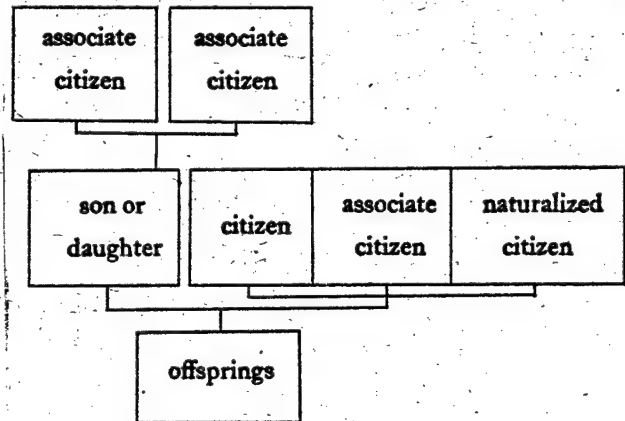 associate citizen
associate citizen
son or daughter
citizen
associate citizen
naturalized citizen
offsprings